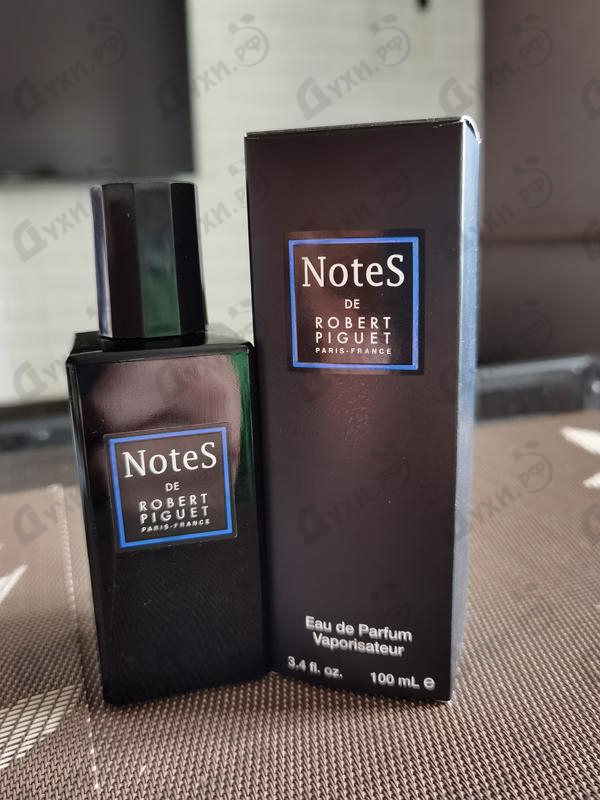 NoteS
DE
ROBERT
PIGUET
PARIS-FRANCE
Eau de Parfum
Vaporisateur
3.4 fl. oz. 100 mL ℮
NoteS
DE
ROBERT
PIGUET
PARIS-FRANCE
Духи.рф